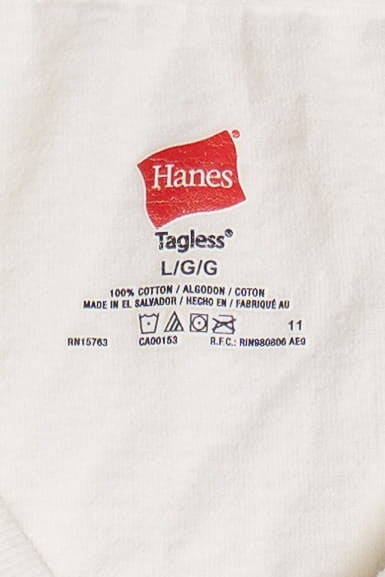 Hanes®
Tagless®
L/G/G
100% COTTON / ALGODON / COTON
MADE IN EL SALVADOR / HECHO EN / FABRIQUÉ AU
11
RN15763 CA00153 R.F.C.: RIN980806 AE9